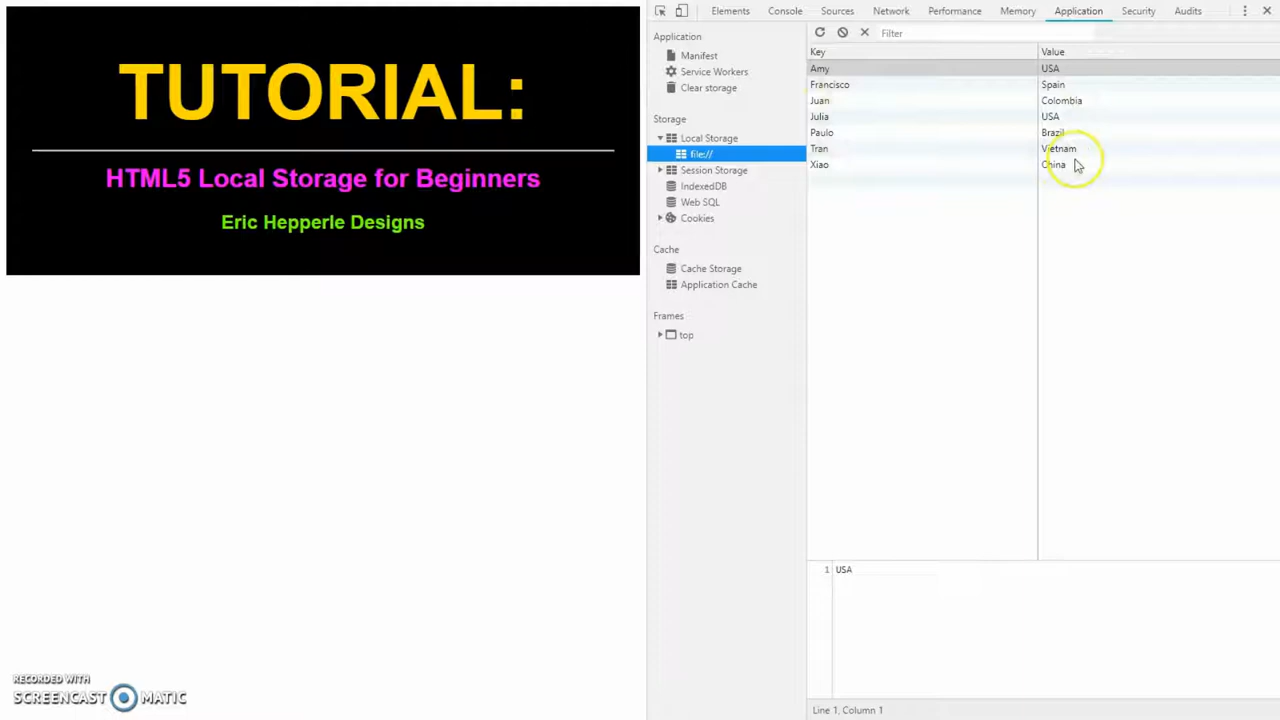 TUTORIAL:
HTML5 Local Storage for Beginners
Eric Hepperle Designs
RECORDED WITH
SCREENCAST MATIC
Elements Console Sources Network Performance Memory Application Security Audits
Application
Manifest
Service Workers
Clear storage
Storage
Local Storage
file://
Session Storage
IndexedDB
Web SQL
Cookies
Cache
Cache Storage
Application Cache
Frames
top
Filter
Key Value
Amy USA
Francisco Spain
Juan Colombia
Julia USA
Paulo Brazil
Tran Vietnam
Xiao China
1 USA
Line 1, Column 1